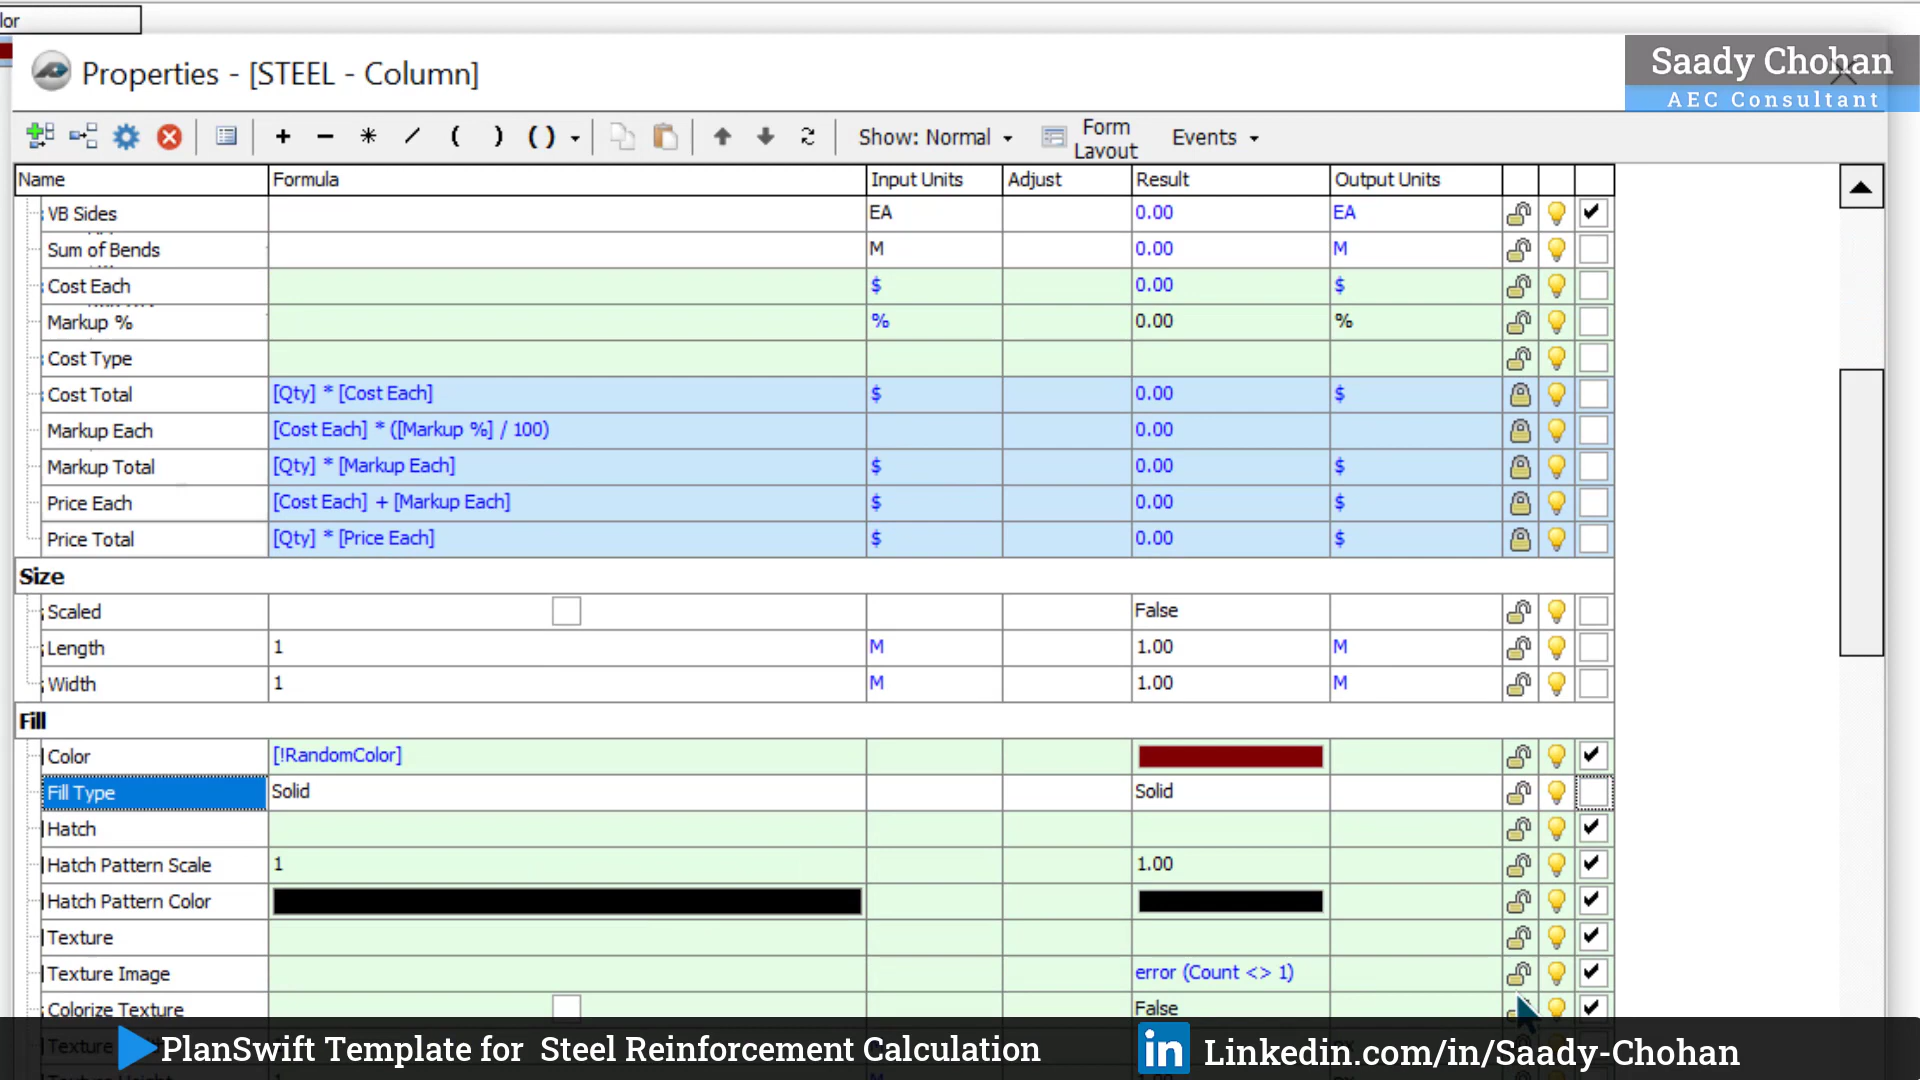 lor
Properties - [STEEL - Column]
Saady Chohan
AEC Consultant
+ - * / ( ) ( ) Show: Normal Form Layout Events
Name Formula Input Units Adjust Result Output Units
VB Sides EA 0.00 EA
Sum of Bends M 0.00 M
Cost Each $ 0.00 $
Markup % % 0.00 %
Cost Type
Cost Total [Qty] * [Cost Each] $ 0.00 $
Markup Each [Cost Each] * ([Markup %] / 100) 0.00
Markup Total [Qty] * [Markup Each] $ 0.00 $
Price Each [Cost Each] + [Markup Each] $ 0.00 $
Price Total [Qty] * [Price Each] $ 0.00 $
Size
Scaled False
Length 1 M 1.00 M
Width 1 M 1.00 M
Fill
Color [!RandomColor]
Fill Type Solid Solid
Hatch
Hatch Pattern Scale 1 1.00
Hatch Pattern Color
Texture
Texture Image error (Count <> 1)
Colorize Texture False
PlanSwift Template for Steel Reinforcement Calculation
in Linkedin.com/in/Saady-Chohan